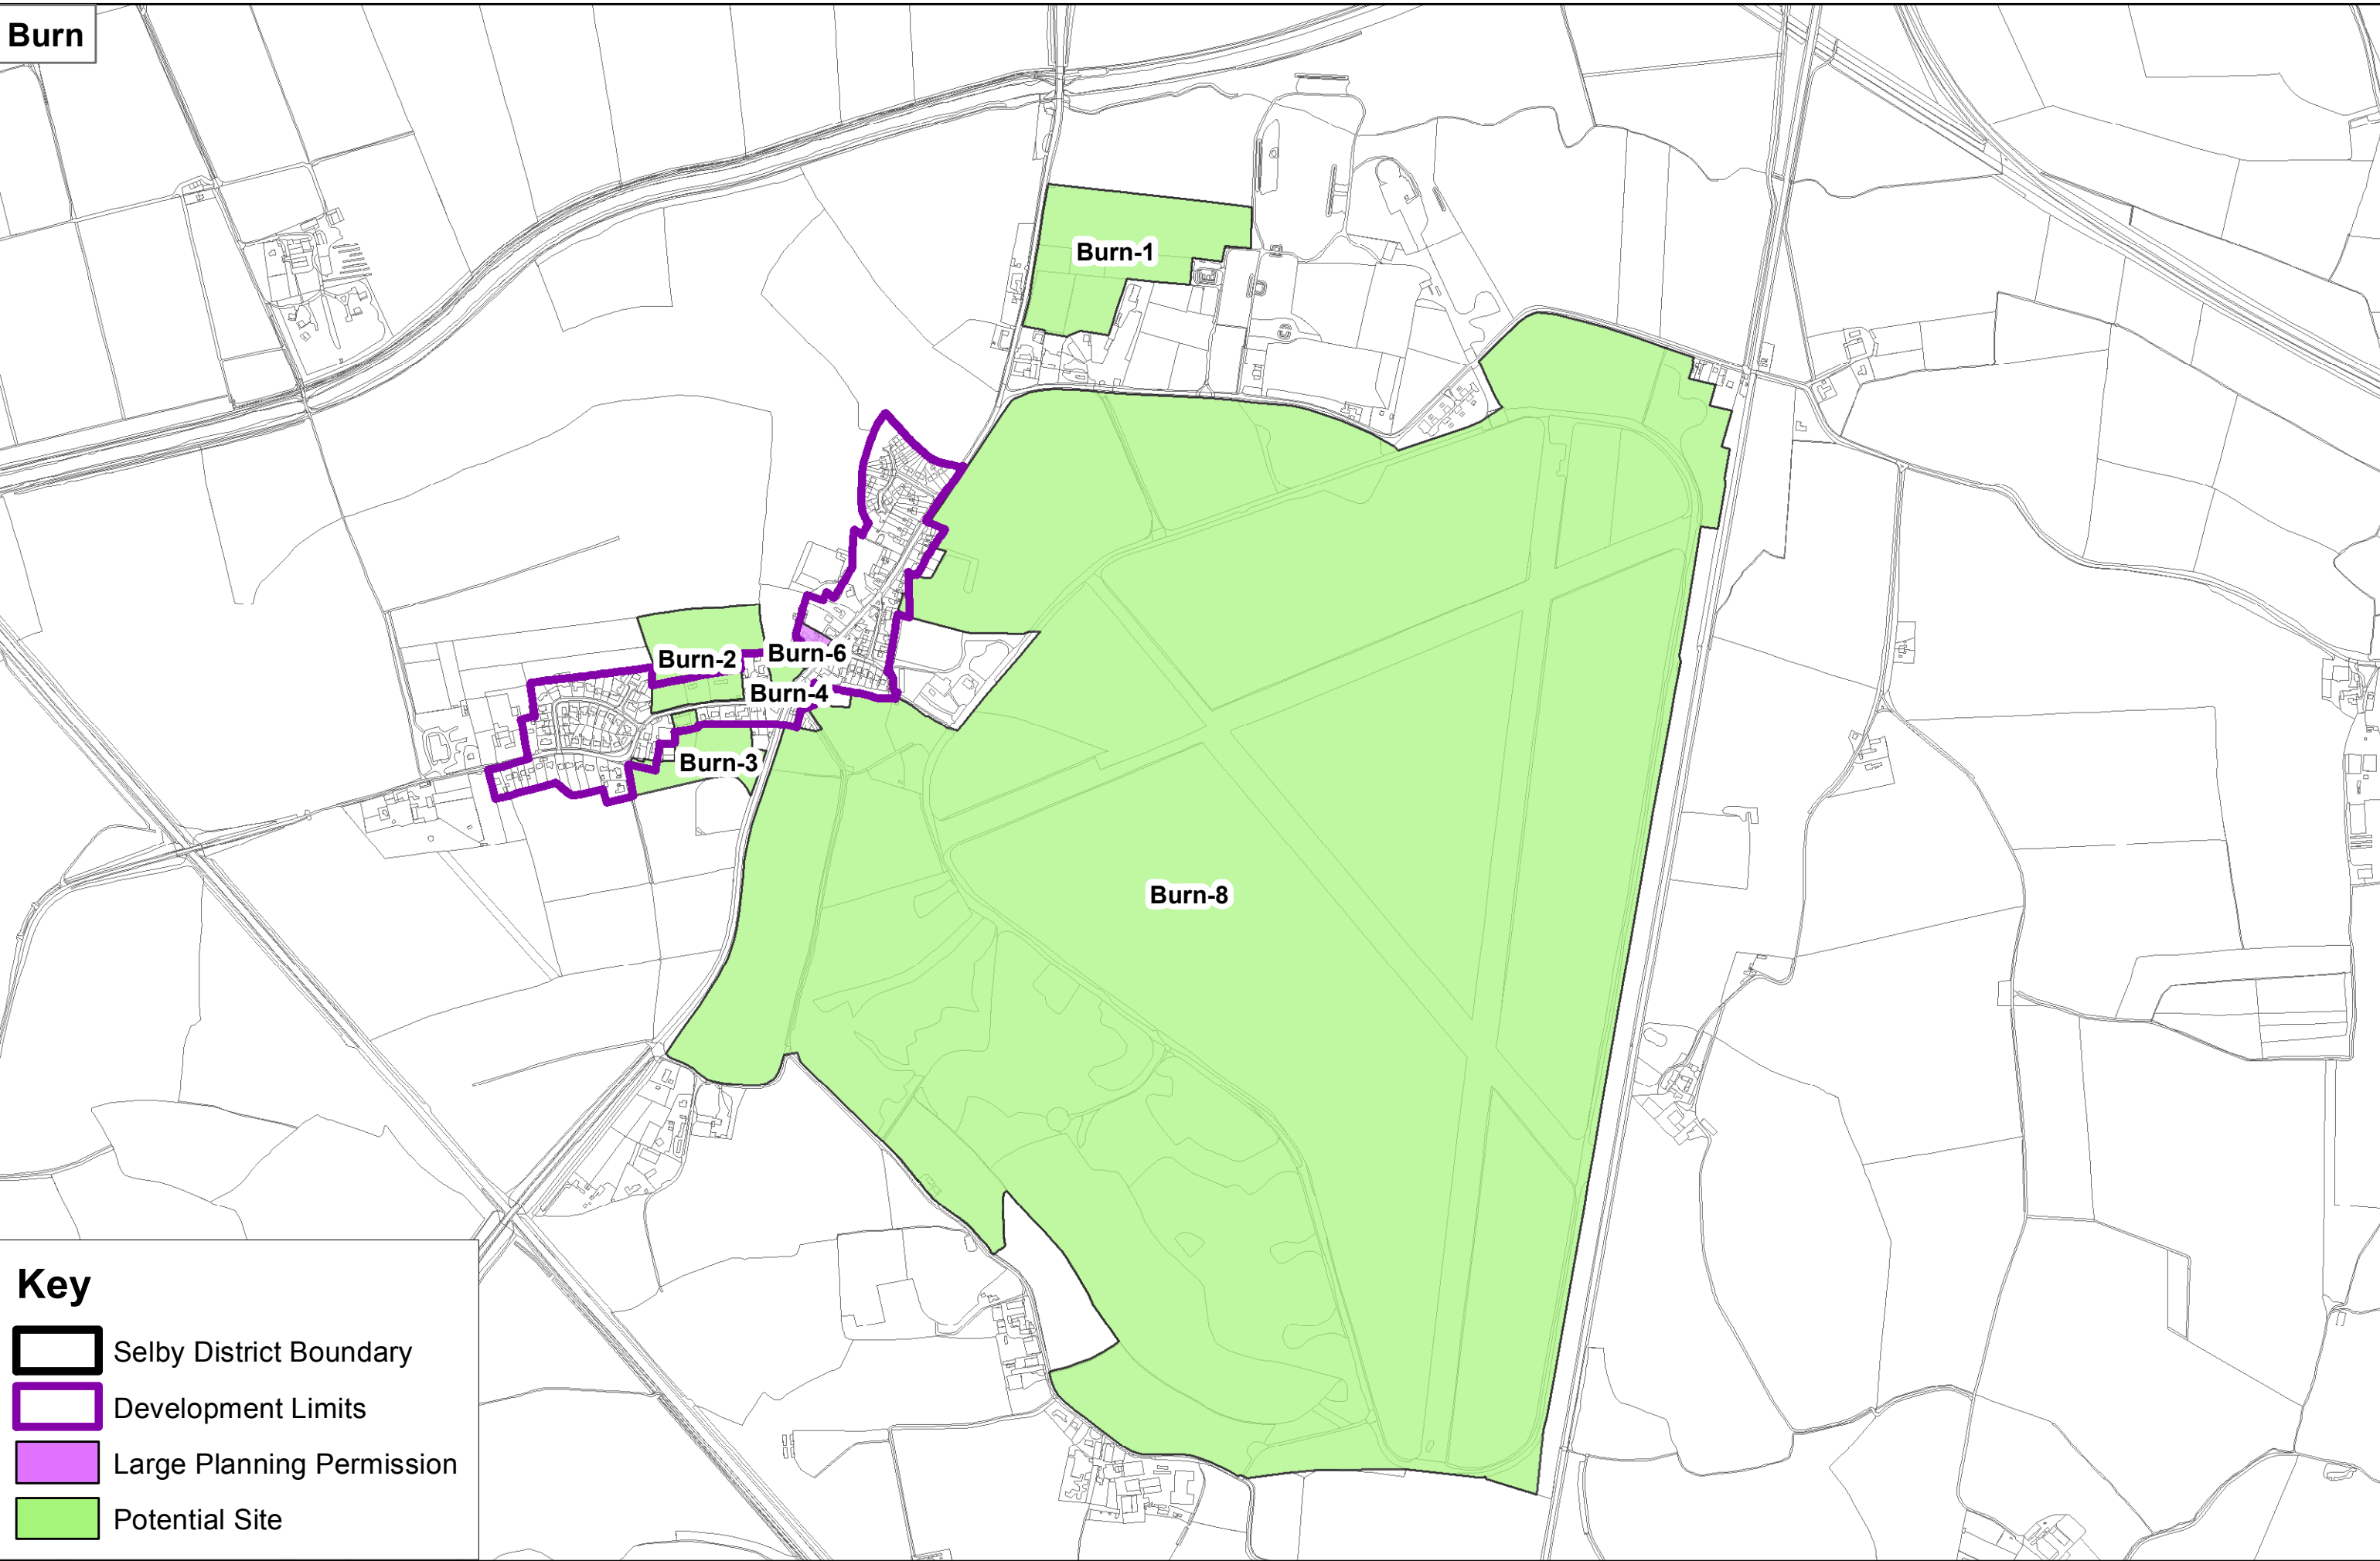 Burn
Burn-1
Burn-2
Burn-6
Burn-4
Burn-3
Burn-8
Key
Selby District Boundary
Development Limits
Large Planning Permission
Potential Site